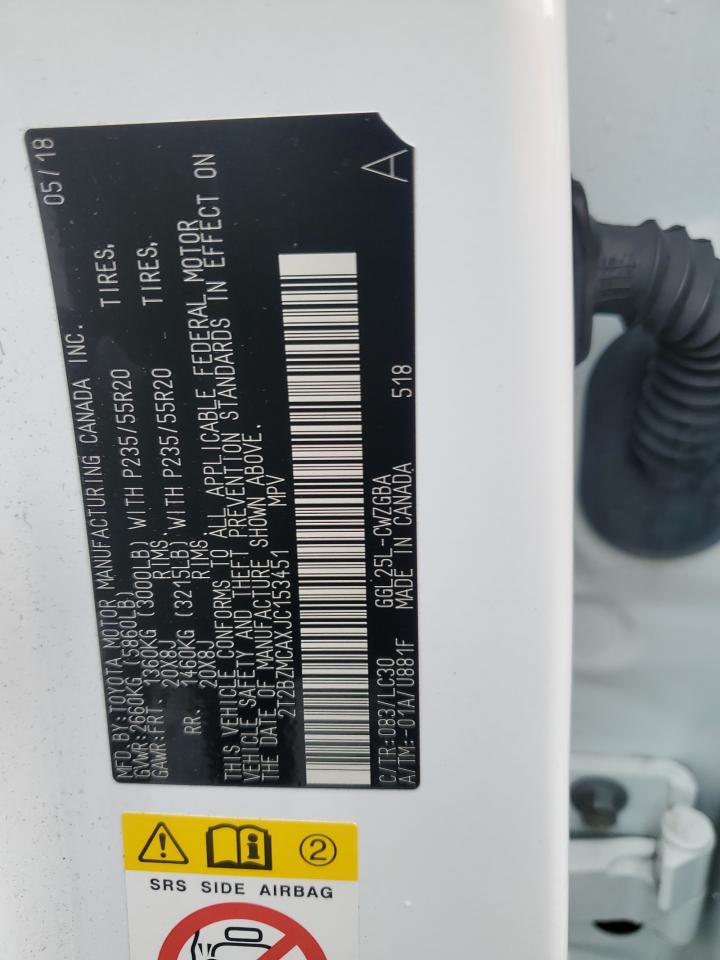 MFD. BY: TOYOTA MOTOR MANUFACTURING CANADA INC. 05/18
GVWR: 2660KG (5860LB)
GAWR: FRT. 1360KG (3000LB) WITH P235/55R20 TIRES,
20X8J RIMS
RR. 1460KG (3215LB) WITH P235/55R20 TIRES,
20X8J RIMS
THIS VEHICLE CONFORMS TO ALL APPLICABLE FEDERAL MOTOR
VEHICLE SAFETY AND THEFT PREVENTION STANDARDS IN EFFECT ON
THE DATE OF MANUFACTURE SHOWN ABOVE.
2T2BZMCAXJC153451 MPV
C/TR: 083/LC30 GGL25L-CWZGBA
A/TM: -01A/U881F MADE IN CANADA 518 A
2
SRS SIDE AIRBAG